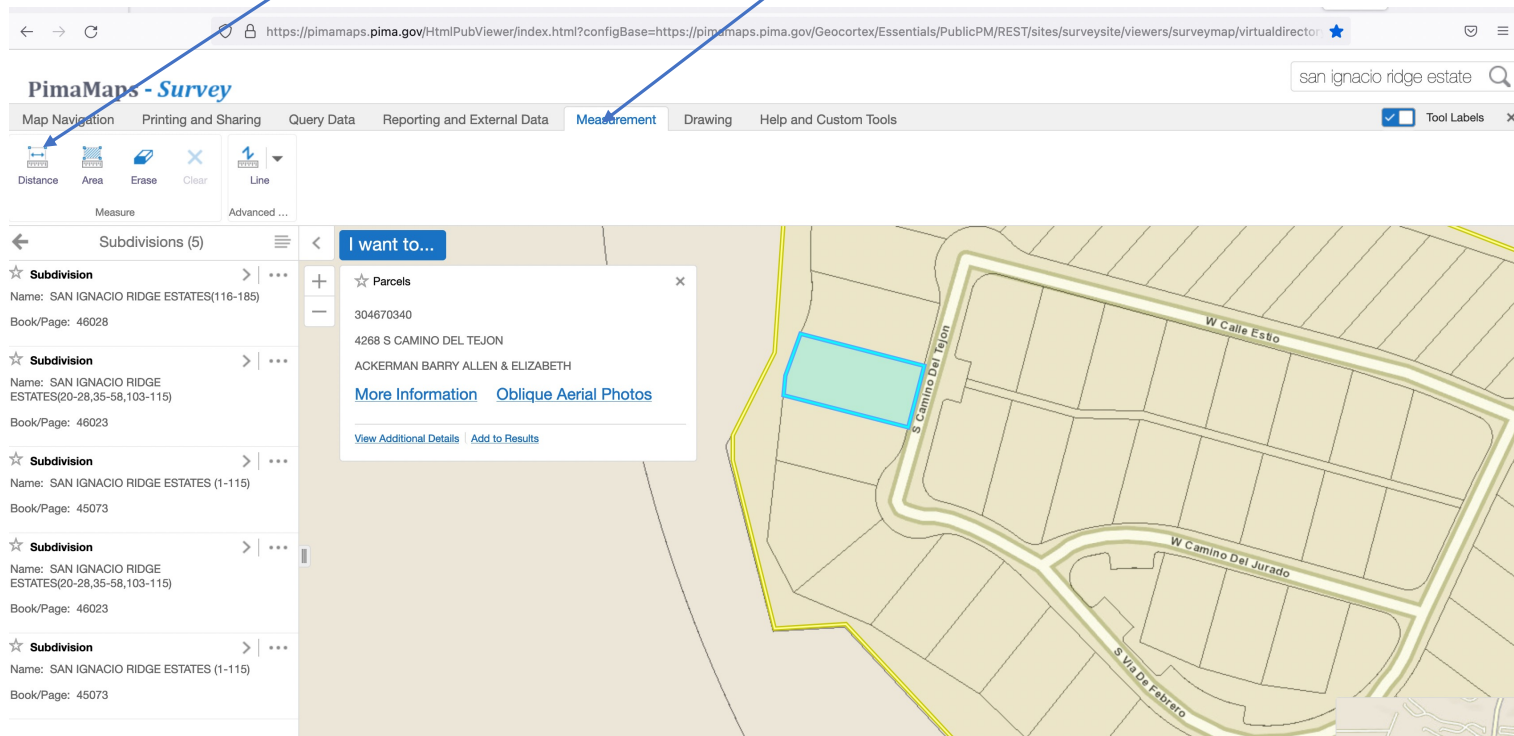 https://pimamaps.pima.gov/HtmlPubViewer/index.html?configBase=https://pimamaps.pima.gov/Geocortex/Essentials/PublicPM/REST/sites/surveysite/viewers/surveymap/virtualdirector
PimaMaps - Survey
san ignacio ridge estate
Map Navigation Printing and Sharing Query Data Reporting and External Data Measurement Drawing Help and Custom Tools Tool Labels
Distance Area Erase Clear Line
Measure Advanced ...
Subdivisions (5)
I want to...
Subdivision
Name: SAN IGNACIO RIDGE ESTATES(116-185)
Book/Page: 46028
Subdivision
Name: SAN IGNACIO RIDGE
ESTATES(20-28,35-58,103-115)
Book/Page: 46023
Subdivision
Name: SAN IGNACIO RIDGE ESTATES (1-115)
Book/Page: 45073
Subdivision
Name: SAN IGNACIO RIDGE
ESTATES(20-28,35-58,103-115)
Book/Page: 46023
Subdivision
Name: SAN IGNACIO RIDGE ESTATES (1-115)
Book/Page: 45073
Parcels
304670340
4268 S CAMINO DEL TEJON
ACKERMAN BARRY ALLEN & ELIZABETH
More Information Oblique Aerial Photos
View Additional Details Add to Results
W Calle Estio
S Camino Del Tejon
W Camino Del Jurado
S Via De Febrero